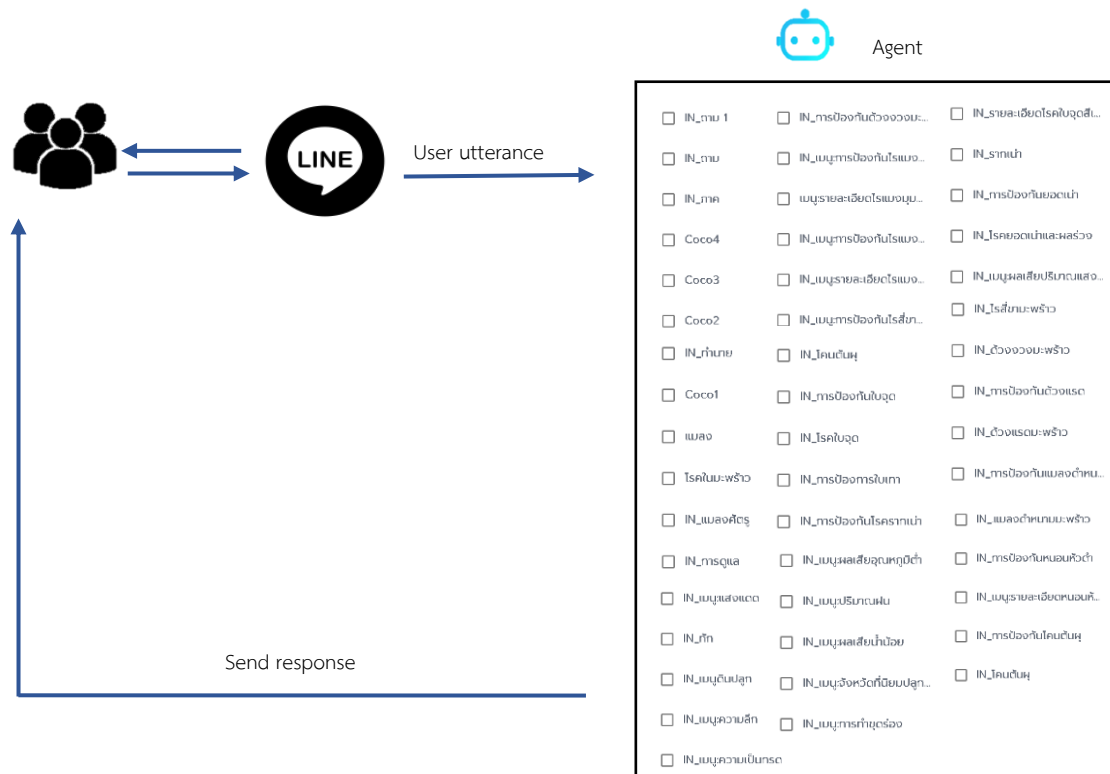 Agent
LINE
User utterance
Send response
IN_ถาม 1
IN_ถาม
IN_ภาค
Coco4
Coco3
Coco2
IN_ทำนาย
Coco1
แมลง
โรคในมะพร้าว
IN_แมลงศัตรู
IN_การดูแล
IN_เมนู:แสงแดด
IN_ทัก
IN_เมนูดินปลูก
IN_เมนู:ความลึก
IN_เมนู:ความเป็นกรด
IN_การป้องกันด้วงงวงมะ...
IN_เมนู:การป้องกันไรแมง...
เมนู:รายละเอียดไรแมงมุม...
IN_เมนู:การป้องกันไรแมง...
IN_เมนู:รายละเอียดไรแมง...
IN_เมนู:การป้องกันไรสี่ขา...
IN_โคนต้นผุ
IN_การป้องกันใบจุด
IN_โรคใบจุด
IN_การป้องการใบเทา
IN_การป้องกันโรครากเน่า
IN_เมนู:ผลเสียอุณหภูมิต่ำ
IN_เมนู:ปริมาณฝน
IN_เมนู:ผลเสียน้ำน้อย
IN_เมนู:จังหวัดที่นิยมปลูก...
IN_เมนู:การทำขุดร่อง
IN_รายละเอียดโรคใบจุดสีเ...
IN_รากเน่า
IN_การป้องกันยอดเน่า
IN_โรคยอดเน่าและผลร่วง
IN_เมนู:ผลเสียปริมาณแสง...
IN_ไรสี่ขามะพร้าว
IN_ด้วงงวงมะพร้าว
IN_การป้องกันด้วงแรด
IN_ด้วงแรดมะพร้าว
IN_การป้องกันแมลงดำหน...
IN_แมลงดำหนามมะพร้าว
IN_การป้องกันหนอนหัวดำ
IN_เมนู:รายละเอียดหนอนหั...
IN_การป้องกันโคนต้นผุ
IN_โคนต้นผุ